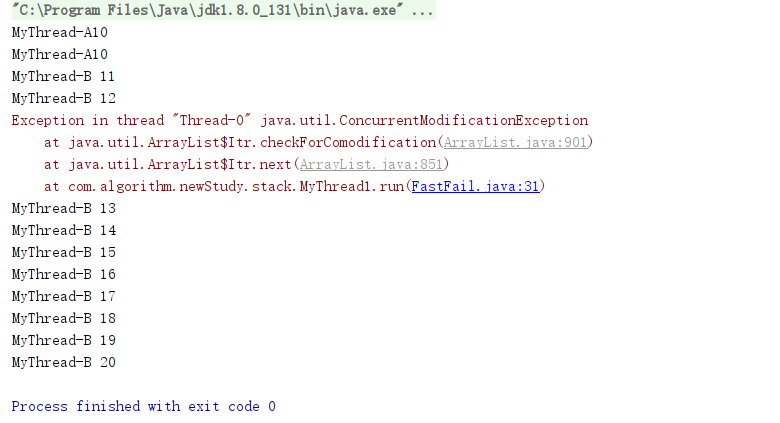 "C:\Program Files\Java\jdk1.8.0_131\bin\java.exe" ...
MyThread-A10
MyThread-A10
MyThread-B 11
MyThread-B 12
Exception in thread "Thread-0" java.util.ConcurrentModificationException
    at java.util.ArrayList$Itr.checkForComodification(ArrayList.java:901)
    at java.util.ArrayList$Itr.next(ArrayList.java:851)
    at com.algorithm.newStudy.stack.MyThread1.run(FastFail.java:31)
MyThread-B 13
MyThread-B 14
MyThread-B 15
MyThread-B 16
MyThread-B 17
MyThread-B 18
MyThread-B 19
MyThread-B 20
Process finished with exit code 0